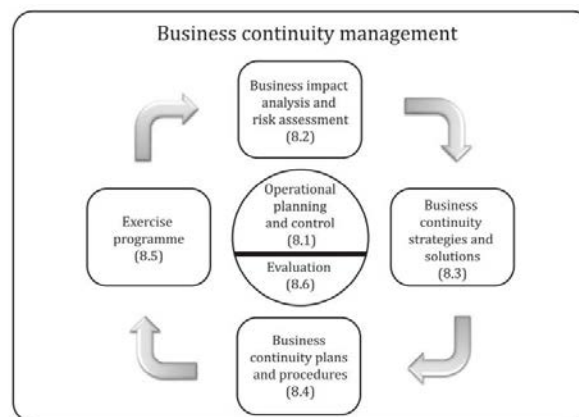 Business continuity management
Business impact
analysis and
risk assessment
(8.2)
Operational
planning
and control
(8.1)
Evaluation
(8.6)
Exercise
programme
(8.5)
Business
continuity
strategies and
solutions
(8.3)
Business
continuity plans
and procedures
(8.4)